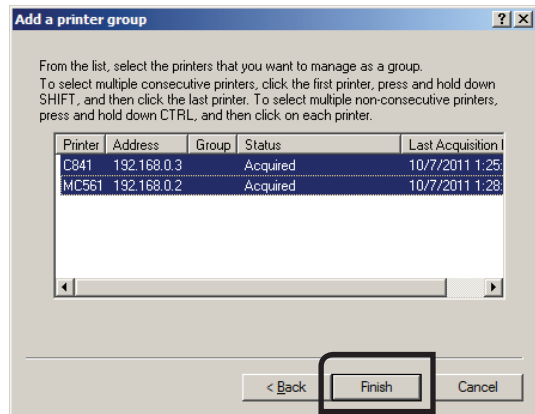 Add a printer group
From the list, select the printers that you want to manage as a group.
To select multiple consecutive printers, click the first printer, press and hold down
SHIFT, and then click the last printer. To select multiple non-consecutive printers,
press and hold down CTRL, and then click on each printer.
Printer Address Group Status Last Acquisition
C841 192.168.0.3 Acquired 10/7/2011 1:25:
MC561 192.168.0.2 Acquired 10/7/2011 1:28:
< Back Finish Cancel